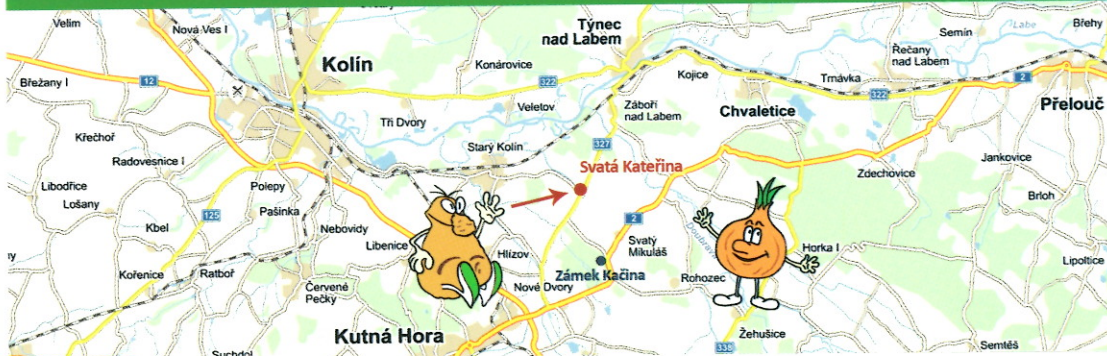 Velim
Nová Ves I
Týnec
nad Labem
Labe
Semín
Břehy
Kolín
Konárovice
Řečany
nad Labem
Břežany I
12
322
Kojice
Trnávka
2
322
Přelouč
Veletov
Záboří
nad Labem
Chvaletice
Tři Dvory
Křečhoř
327
Starý Kolín
Radovesnice I
Svatá Kateřina
Jankovice
Zdechovice
Libodřice
Polepy
Brloh
Lošany
125
Pašinka
2
Doubrava
Kbel
Nebovidy
Libenice
Svatý
Mikuláš
Hlízov
Horka I
Lipoltice
Zámek Kačina
Kořenice
Ratboř
Rohozec
Červené
Pečky
Nové Dvory
Kutná Hora
Žehušice
338
Semtěš
Suchdol